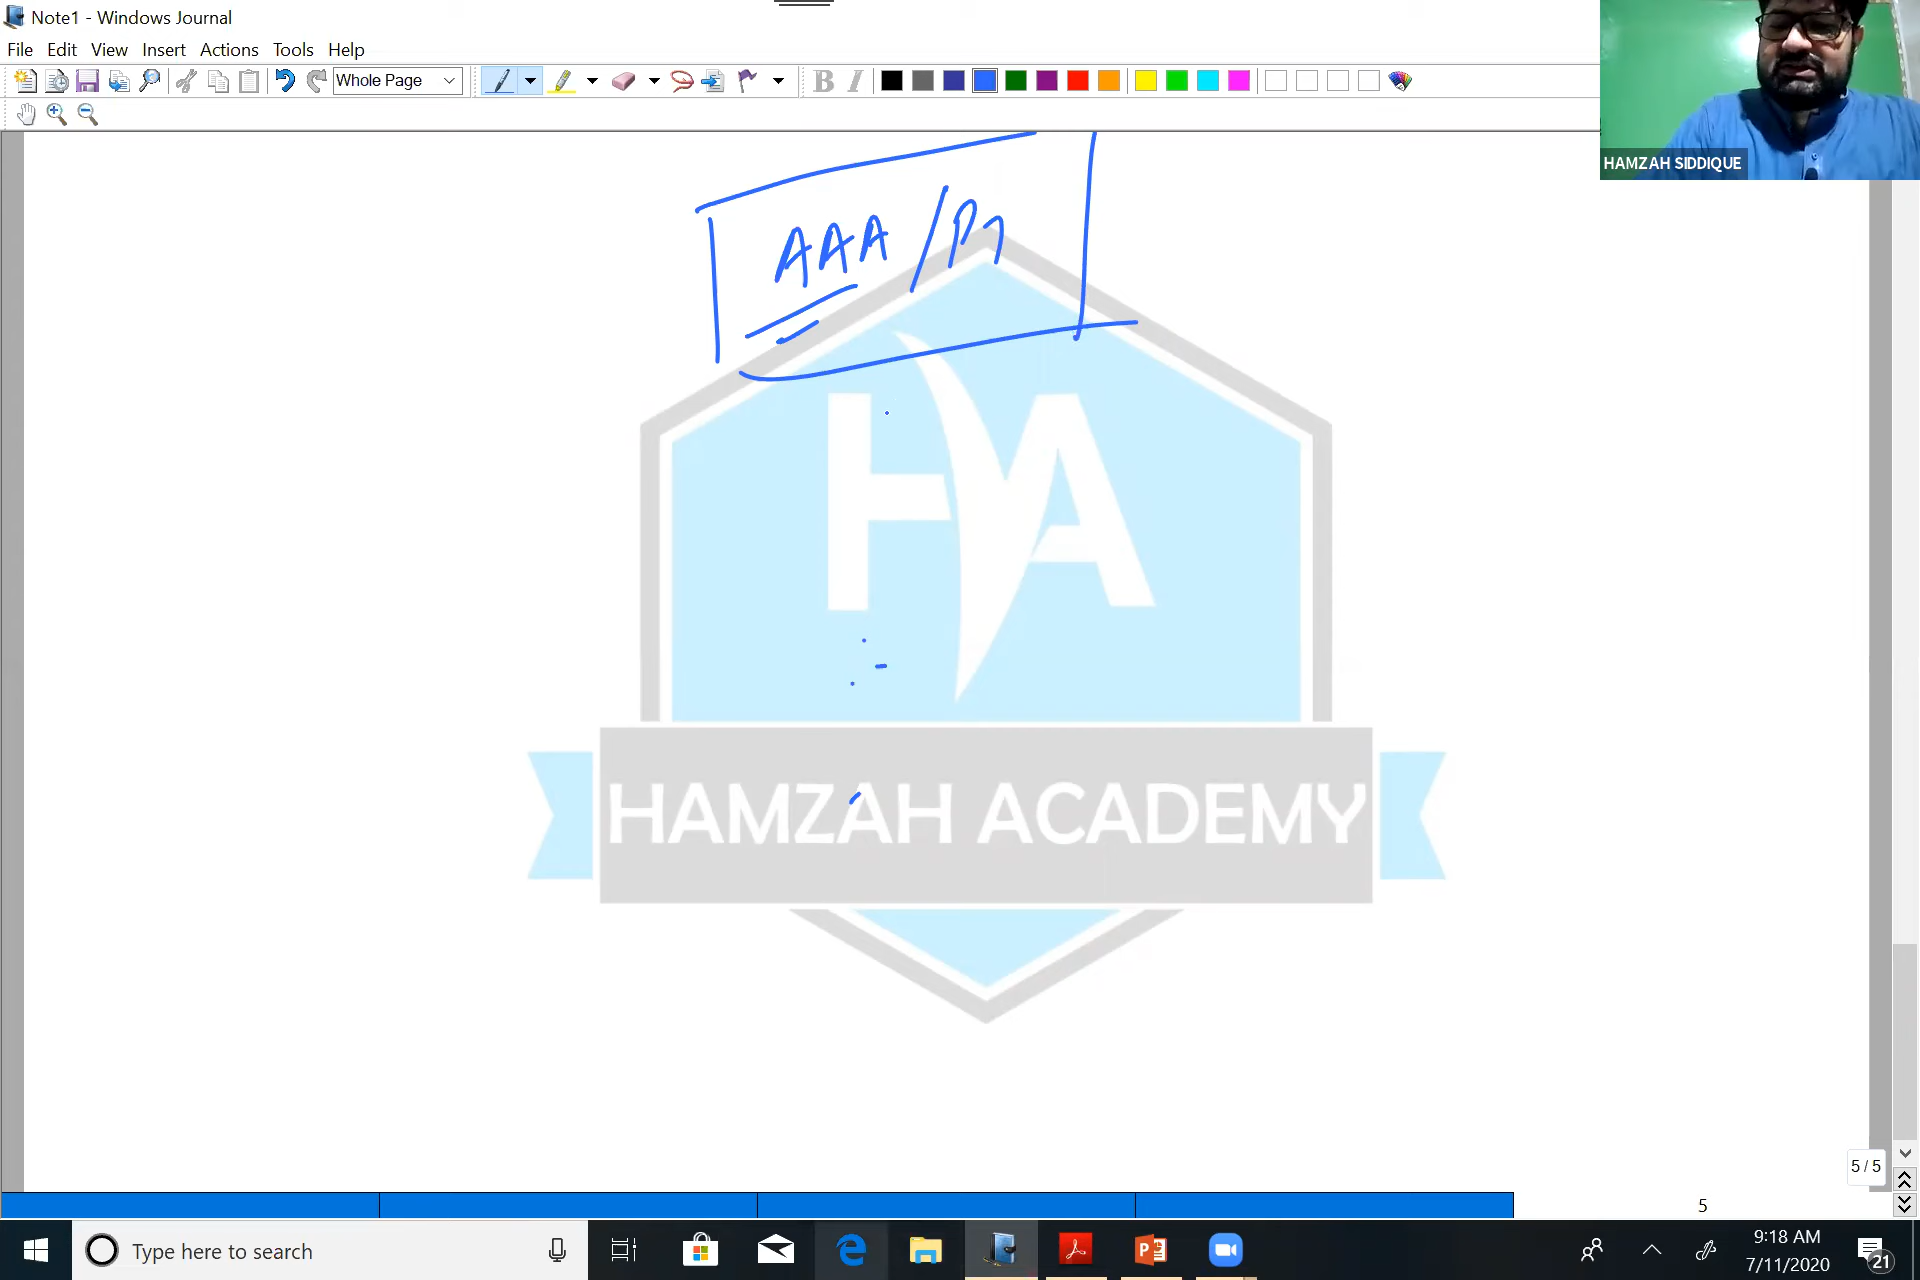 Note1 - Windows Journal
File Edit View Insert Actions Tools Help
Whole Page
B I
HAMZAH SIDDIQUE
AAA /
HA
HAMZAH ACADEMY
5 / 5
5
Type here to search
9:18 AM
7/11/2020
21